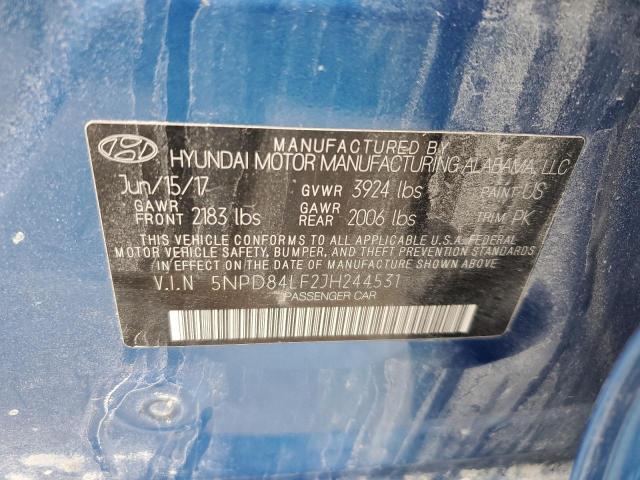 MANUFACTURED BY
HYUNDAI MOTOR MANUFACTURING ALABAMA, LLC
Jun/15/17 GVWR 3924 lbs PAINT US
GAWR FRONT 2183 lbs GAWR REAR 2006 lbs TRIM PK
THIS VEHICLE CONFORMS TO ALL APPLICABLE U.S.A. FEDERAL
MOTOR VEHICLE SAFETY, BUMPER, AND THEFT PREVENTION STANDARDS
IN EFFECT ON THE DATE OF MANUFACTURE SHOWN ABOVE.
V.I.N 5NPD84LF2JH244531
PASSENGER CAR